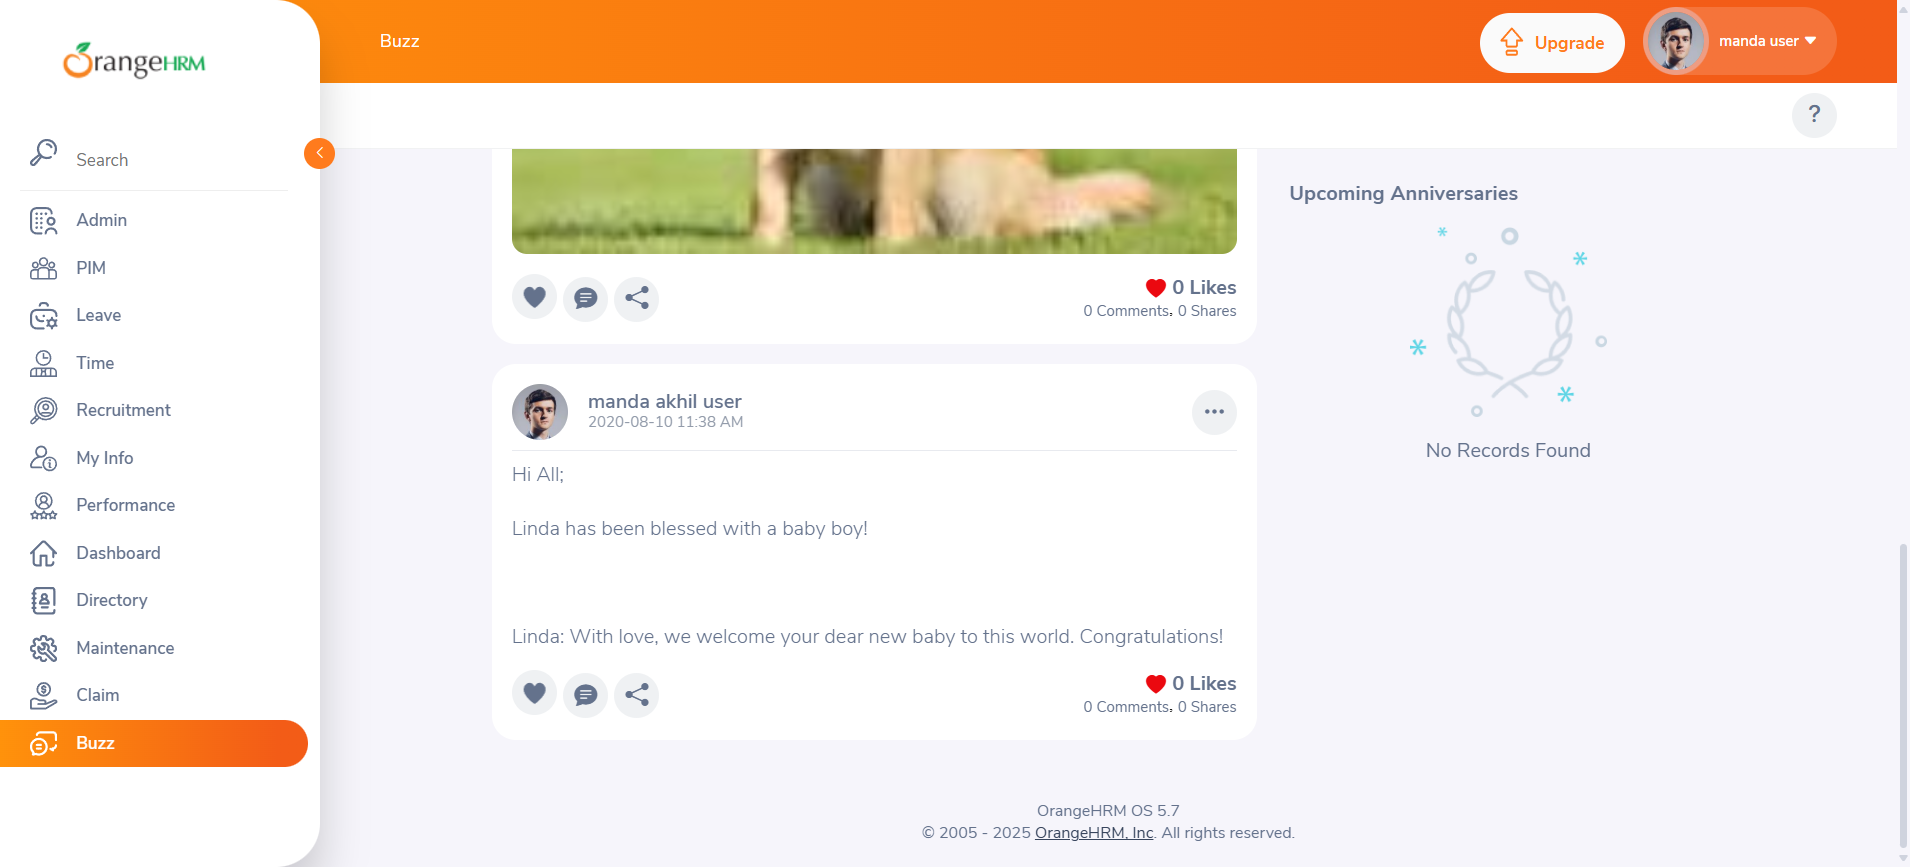 OrangeHRM
Search
Admin
PIM
Leave
Time
Recruitment
My Info
Performance
Dashboard
Directory
Maintenance
Claim
Buzz
Buzz
Upgrade
manda user
?
0 Likes
0 Comments, 0 Shares
manda akhil user
2020-08-10 11:38 AM
Hi All;
Linda has been blessed with a baby boy!
Linda: With love, we welcome your dear new baby to this world. Congratulations!
0 Likes
0 Comments, 0 Shares
Upcoming Anniversaries
No Records Found
OrangeHRM OS 5.7
© 2005 - 2025 OrangeHRM, Inc. All rights reserved.